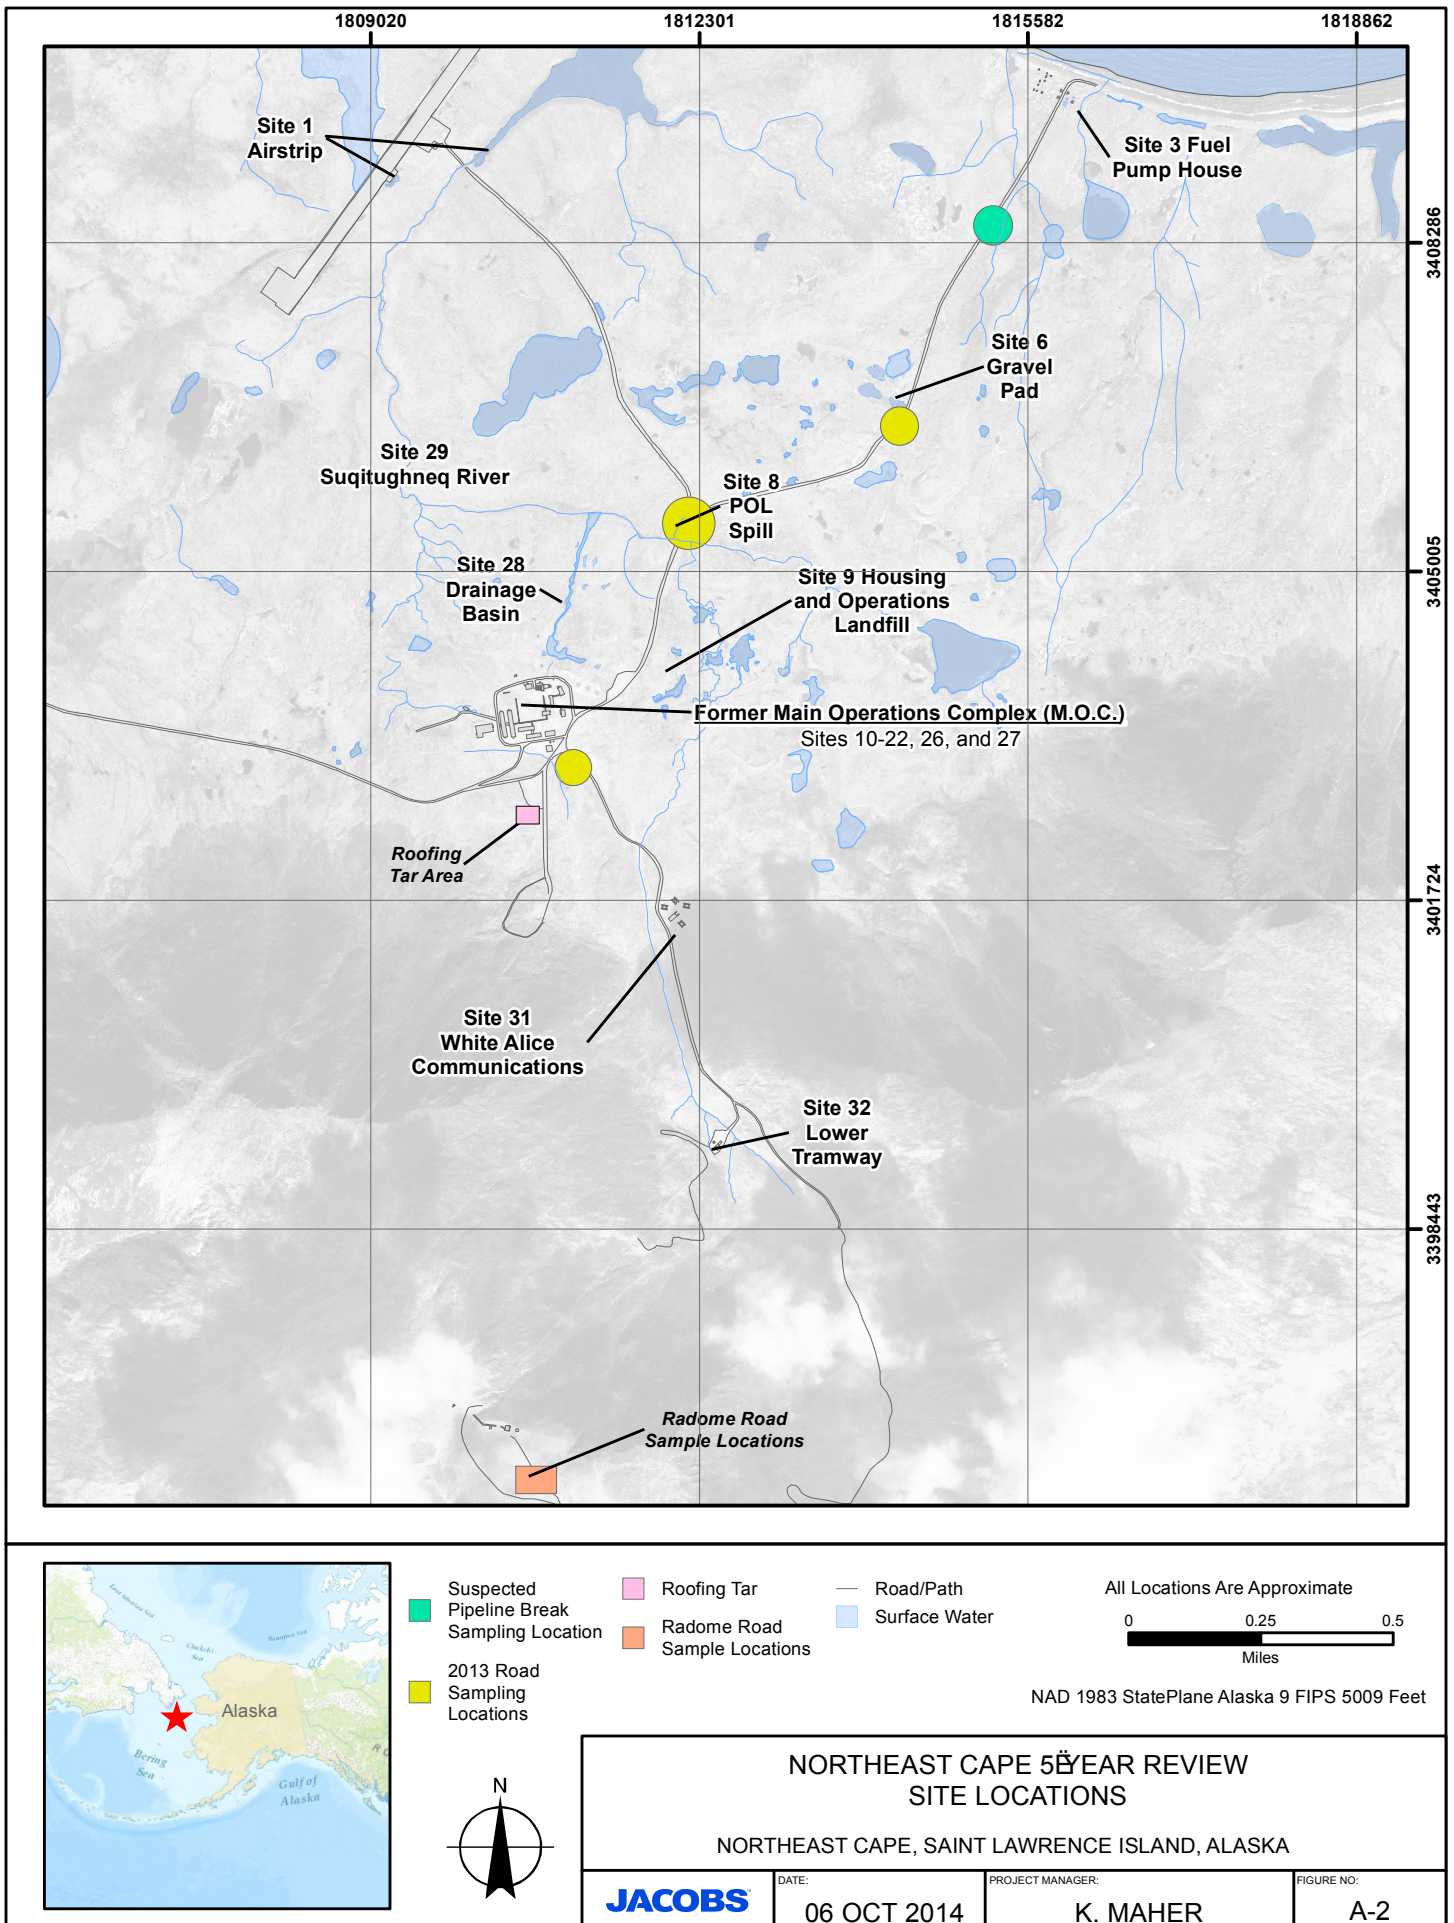 1809020
1812301
1815582
1818862
Site 1
Airstrip
Site 3 Fuel
Pump House
3408286
Site 6
Gravel
Pad
Site 29
Suqitughneq River
Site 8
POL
Spill
Site 28
Drainage
Basin
Site 9 Housing
and Operations
Landfill
3405005
Former Main Operations Complex (M.O.C.)
Sites 10-22, 26, and 27
Roofing
Tar Area
3401724
Site 31
White Alice
Communications
Site 32
Lower
Tramway
3398443
Radome Road
Sample Locations
Suspected
Pipeline Break
Sampling Location
2013 Road
Sampling
Locations
Roofing Tar
Radome Road
Sample Locations
Road/Path
Surface Water
All Locations Are Approximate
0 0.25 0.5
Miles
NAD 1983 StatePlane Alaska 9 FIPS 5009 Feet
Chukchi
Sea
Alaska
Bering
Sea
Gulf of
Alaska
N
NORTHEAST CAPE 5ËYEAR REVIEW
SITE LOCATIONS
NORTHEAST CAPE, SAINT LAWRENCE ISLAND, ALASKA
JACOBS
DATE:
06 OCT 2014
PROJECT MANAGER:
K. MAHER
FIGURE NO:
A-2